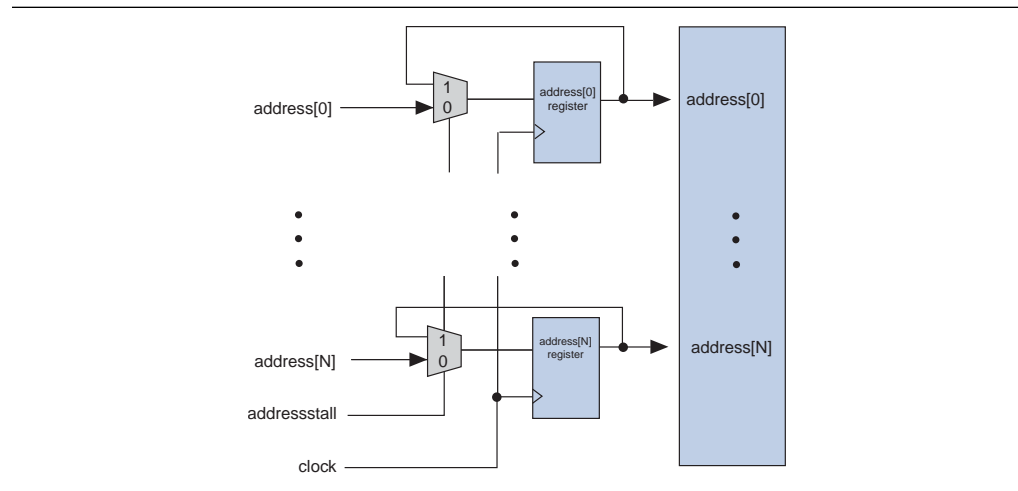 1
address[0]
0
address[0]
register
address[0]
1
address[N]
0
address[N]
register
address[N]
addressstall
clock